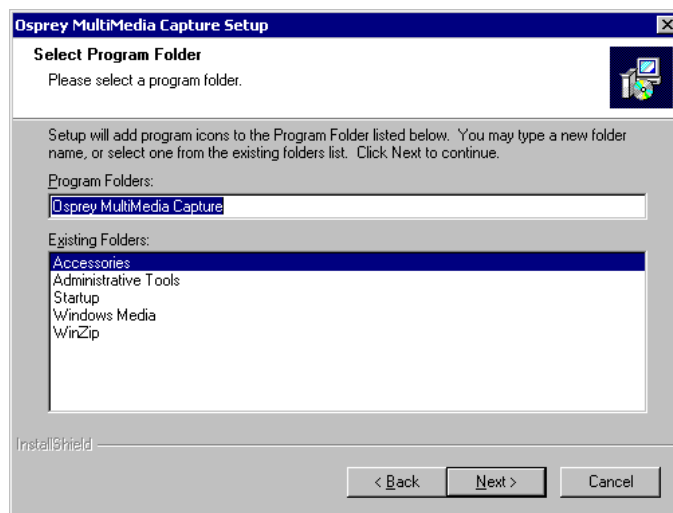 Osprey MultiMedia Capture Setup
Select Program Folder
Please select a program folder.
Setup will add program icons to the Program Folder listed below.  You may type a new folder
name, or select one from the existing folders list.  Click Next to continue.
Program Folders:
Osprey MultiMedia Capture
Existing Folders:
Accessories
Administrative Tools
Startup
Windows Media
WinZip
InstallShield
< Back
Next >
Cancel